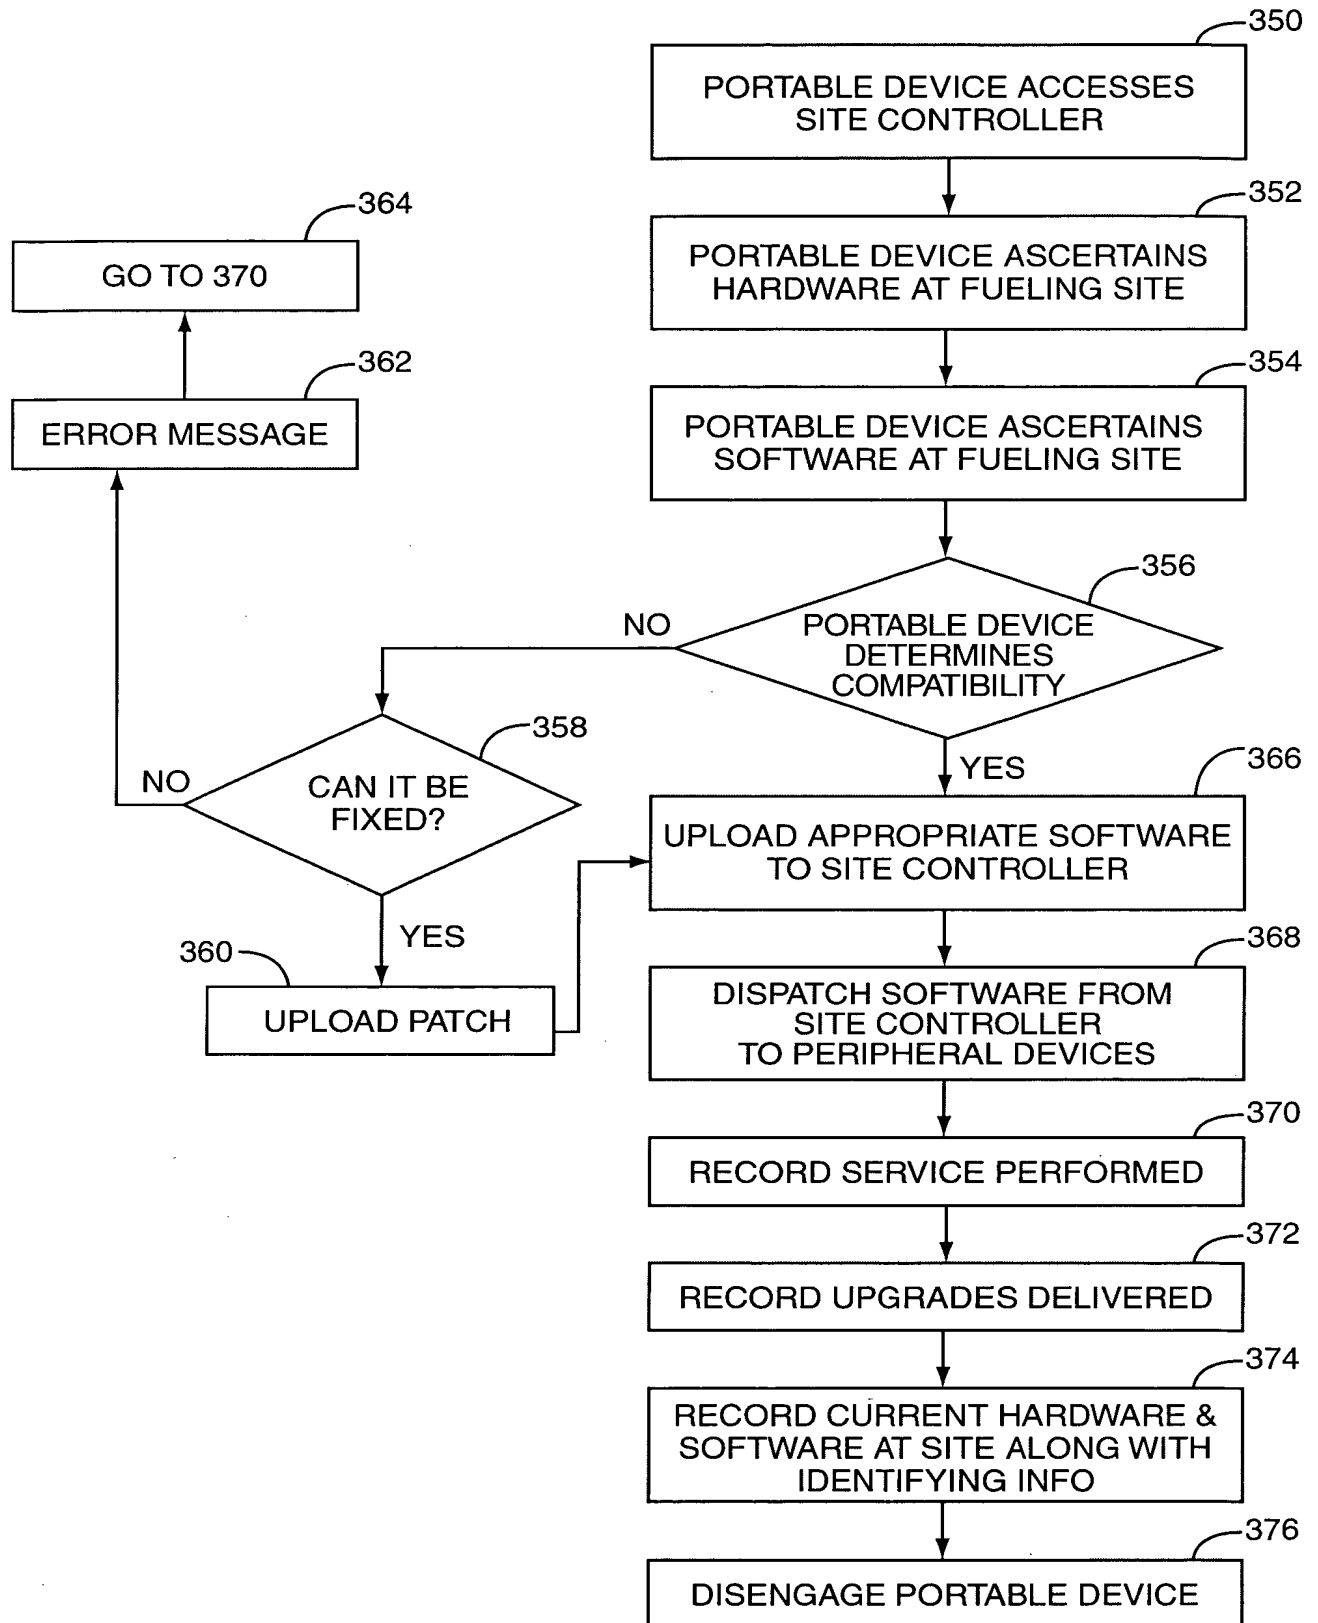 350
PORTABLE DEVICE ACCESSES
SITE CONTROLLER
352
PORTABLE DEVICE ASCERTAINS
HARDWARE AT FUELING SITE
354
PORTABLE DEVICE ASCERTAINS
SOFTWARE AT FUELING SITE
356
PORTABLE DEVICE
DETERMINES
COMPATIBILITY
NO
YES
364
GO TO 370
362
ERROR MESSAGE
358
CAN IT BE
FIXED?
NO
YES
360
UPLOAD PATCH
366
UPLOAD APPROPRIATE SOFTWARE
TO SITE CONTROLLER
368
DISPATCH SOFTWARE FROM
SITE CONTROLLER
TO PERIPHERAL DEVICES
370
RECORD SERVICE PERFORMED
372
RECORD UPGRADES DELIVERED
374
RECORD CURRENT HARDWARE &
SOFTWARE AT SITE ALONG WITH
IDENTIFYING INFO
376
DISENGAGE PORTABLE DEVICE